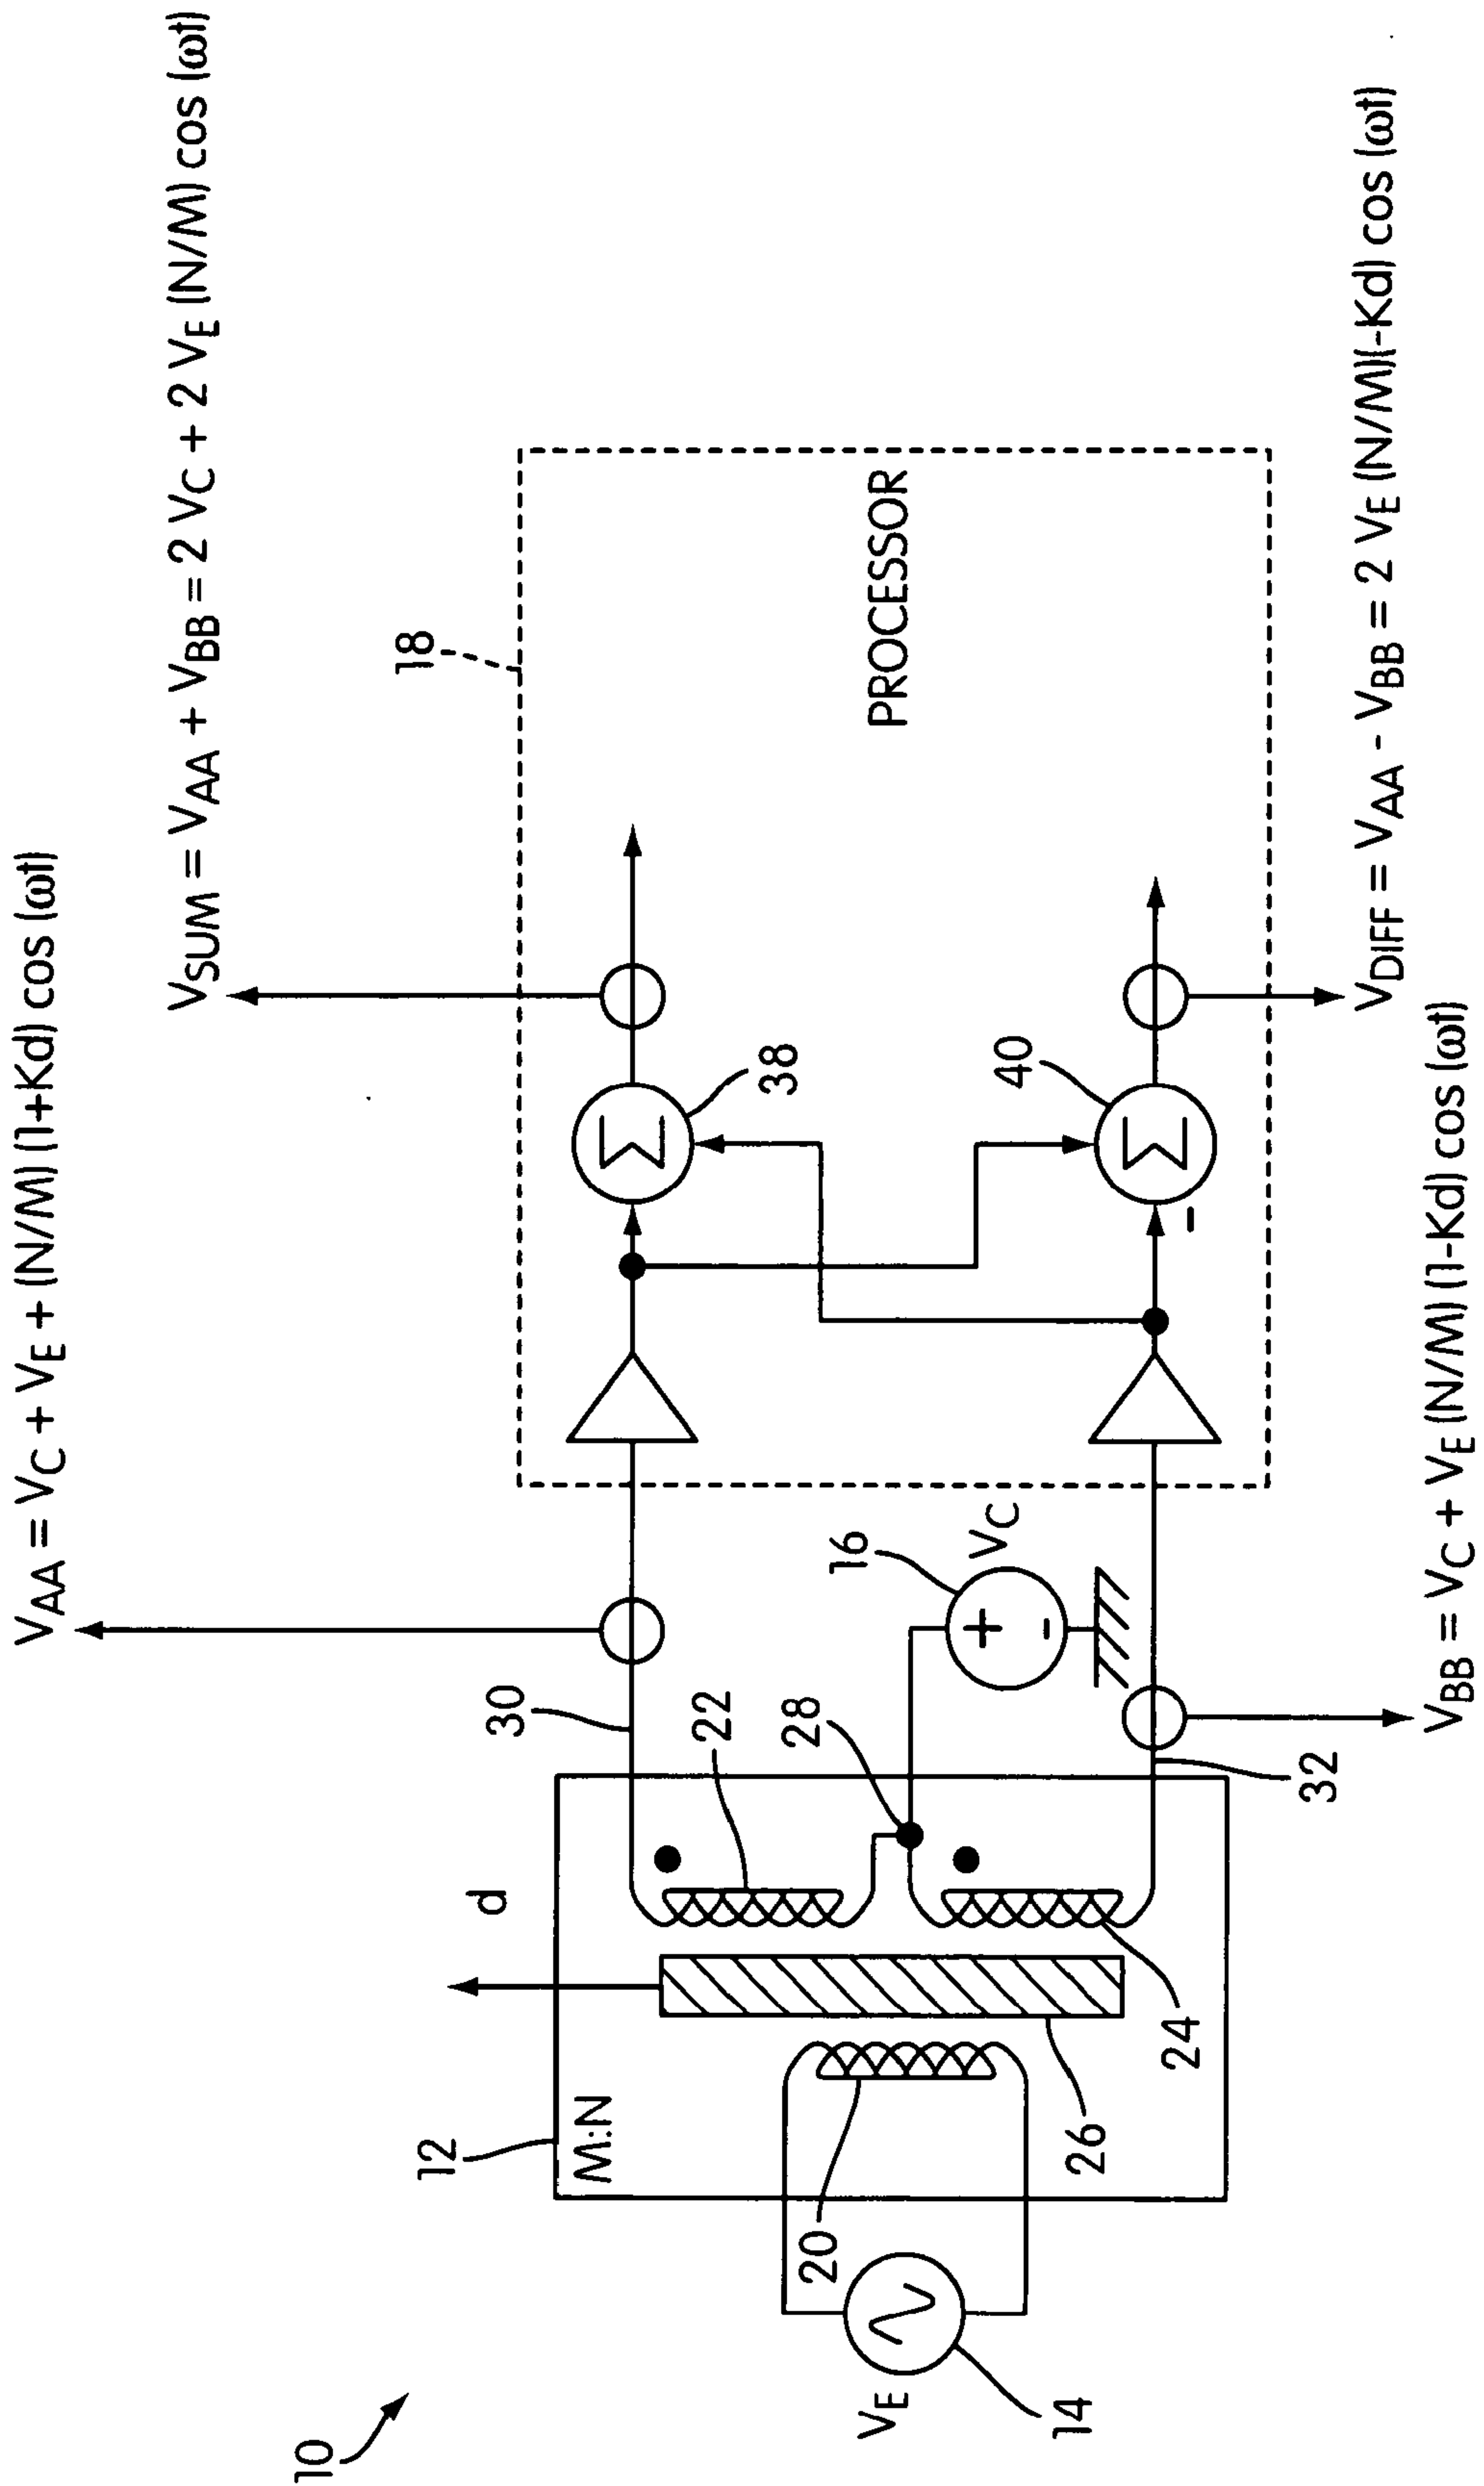 V_AA = V_C + V_E + (N/M) (1+Kd) cos (ωt)
V_SUM = V_AA + V_BB = 2 V_C + 2 V_E (N/M) cos (ωt)
10
12
M:N
d
30
18
22
28
16
V_C
38
40
PROCESSOR
+
-
-
V_E
14
20
26
24
32
V_DIFF = V_AA - V_BB = 2 V_E (N/M)(-Kd) cos (ωt)
V_BB = V_C + V_E (N/M) (1-Kd) cos (ωt)
Σ
Σ